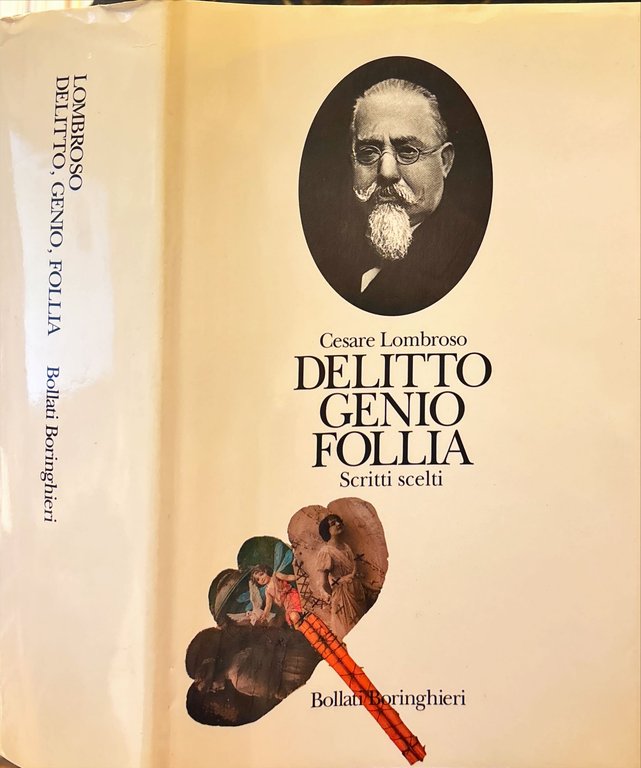 LOMBROSO
DELITTO, GENIO, FOLLIA
Bollati Boringhieri
Cesare Lombroso
DELITTO
GENIO
FOLLIA
Scritti scelti
Bollati Boringhieri